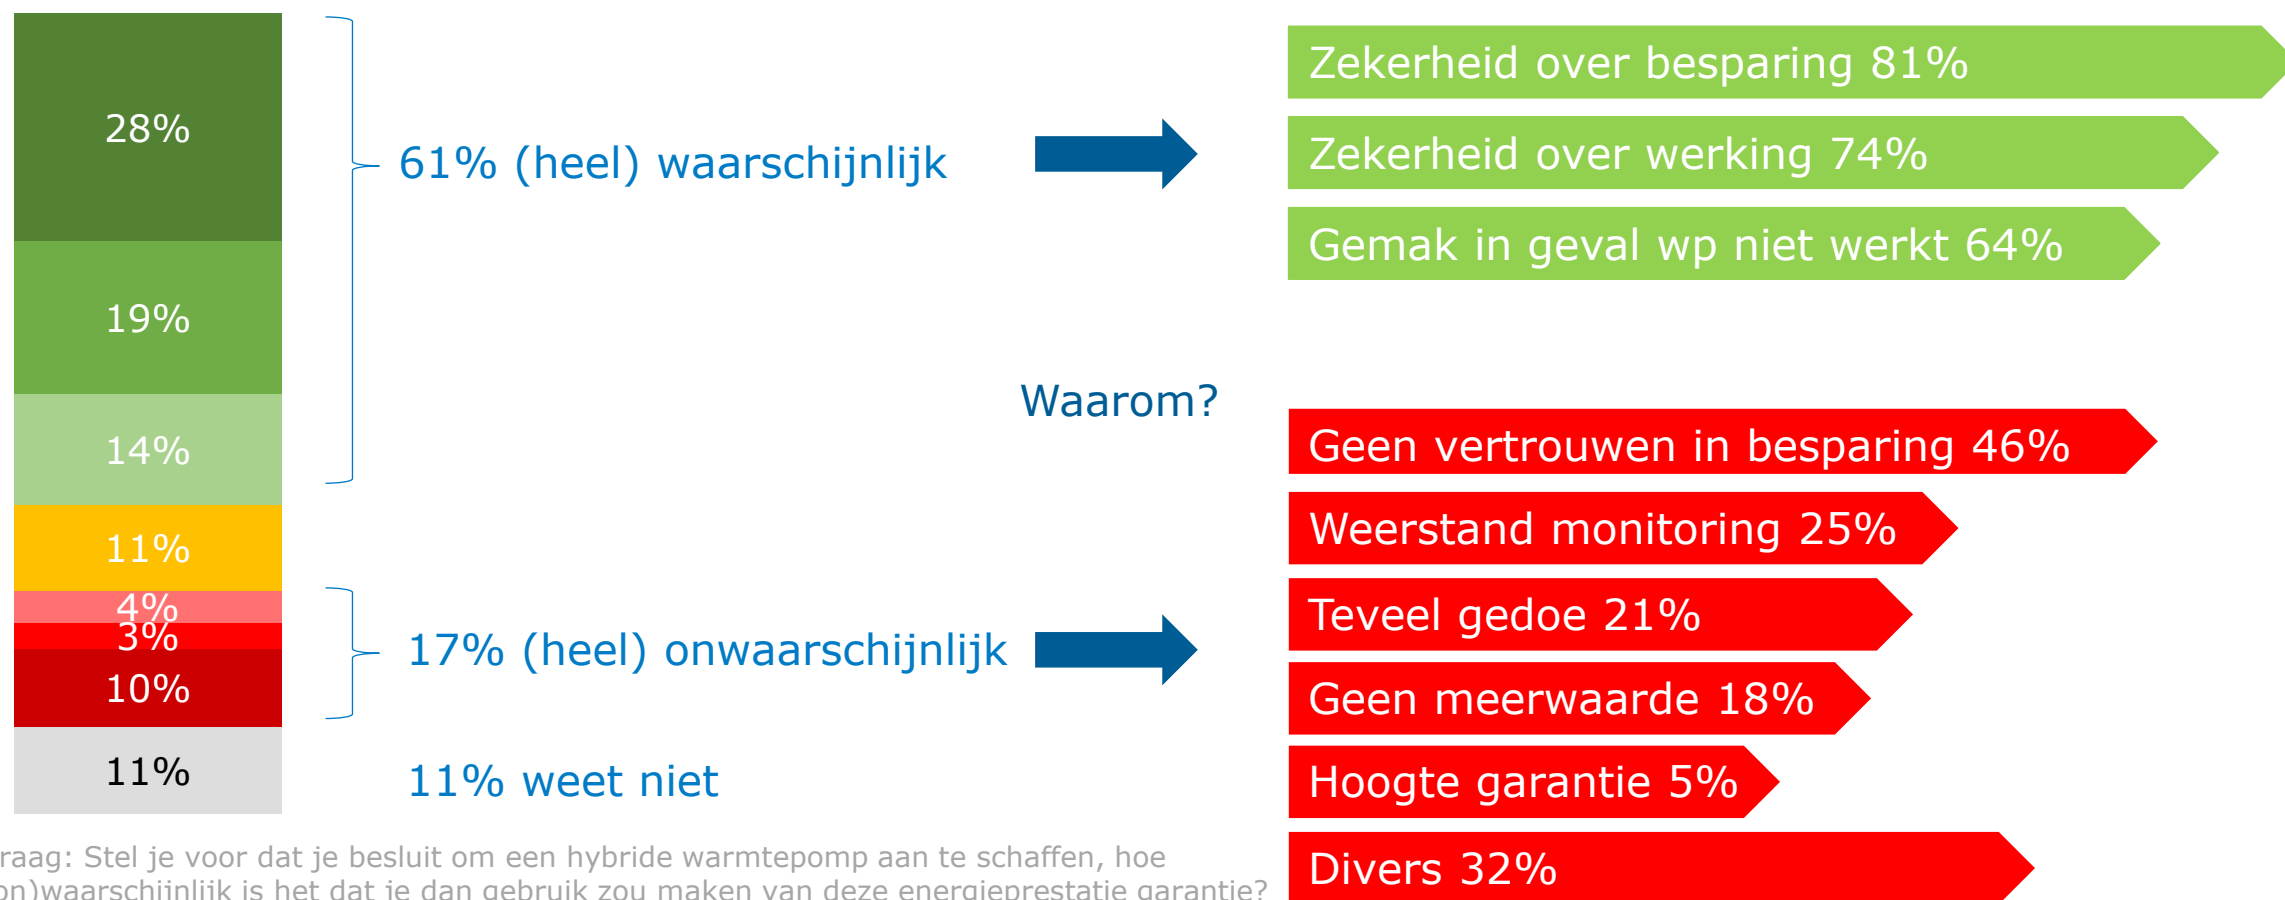 28%
19%
14%
11%
4%
3%
10%
11%
61% (heel) waarschijnlijk
17% (heel) onwaarschijnlijk
11% weet niet
Waarom?
Zekerheid over besparing 81%
Zekerheid over werking 74%
Gemak in geval wp niet werkt 64%
Geen vertrouwen in besparing 46%
Weerstand monitoring 25%
Teveel gedoe 21%
Geen meerwaarde 18%
Hoogte garantie 5%
Divers 32%
raag: Stel je voor dat je besluit om een hybride warmtepomp aan te schaffen, hoe
on)waarschijnlijk is het dat je dan gebruik zou maken van deze energieprestatie garantie?